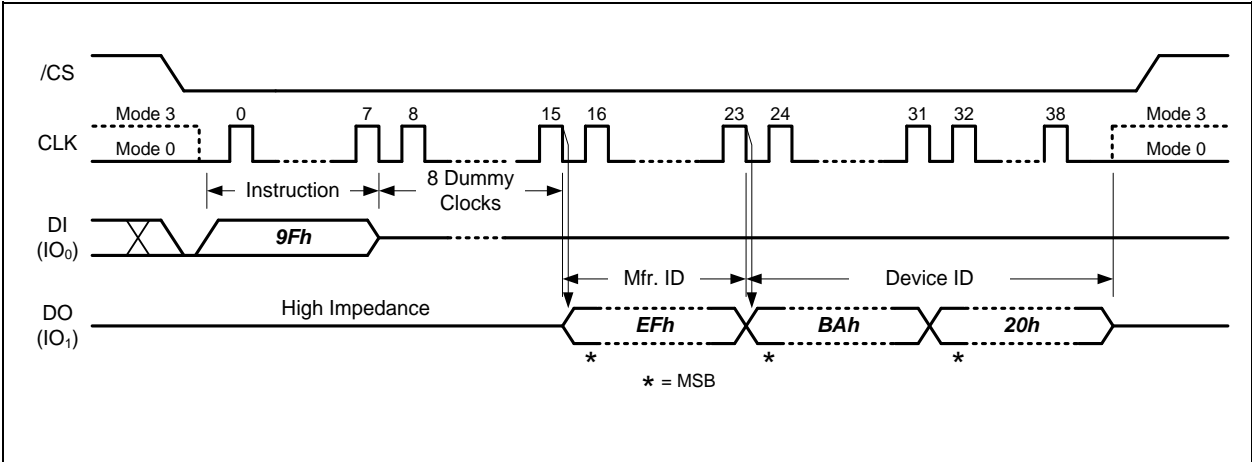 /CS
Mode 3 0 7 8 15 16 23 24 31 32 38 Mode 3
CLK
Mode 0 Mode 0
Instruction 8 Dummy
Clocks
DI
(IO₀)
9Fh
Mfr. ID Device ID
High Impedance
DO
(IO₁)
EFh BAh 20h
* * *
* = MSB